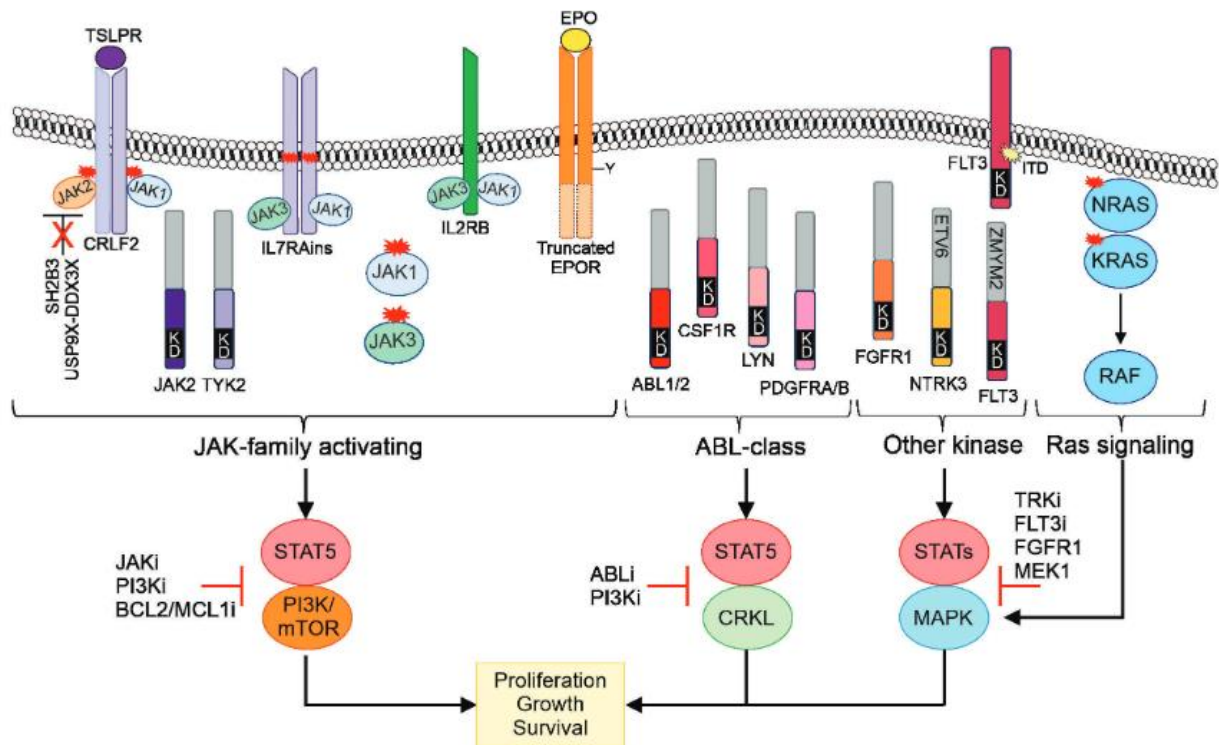 TSLPR
JAK2
JAK1
CRLF2
SH2B3
USP9X-DDX3X
KD
JAK2
KD
TYK2
JAK3
JAK1
IL7RAins
JAK1
JAK3
JAK3
JAK1
IL2RB
EPO
Y
Truncated
EPOR
KD
ABL1/2
KD
CSF1R
KD
LYN
KD
PDGFRA/B
KD
FGFR1
ETV6
KD
NTRK3
FLT3
KD
ITD
ZMYM2
KD
FLT3
NRAS
KRAS
RAF
JAK-family activating
ABL-class
Other kinase
Ras signaling
JAKi
PI3Ki
BCL2/MCL1i
STAT5
PI3K/
mTOR
ABLi
PI3Ki
STAT5
CRKL
STATs
MAPK
TRKi
FLT3i
FGFR1
MEK1
Proliferation
Growth
Survival